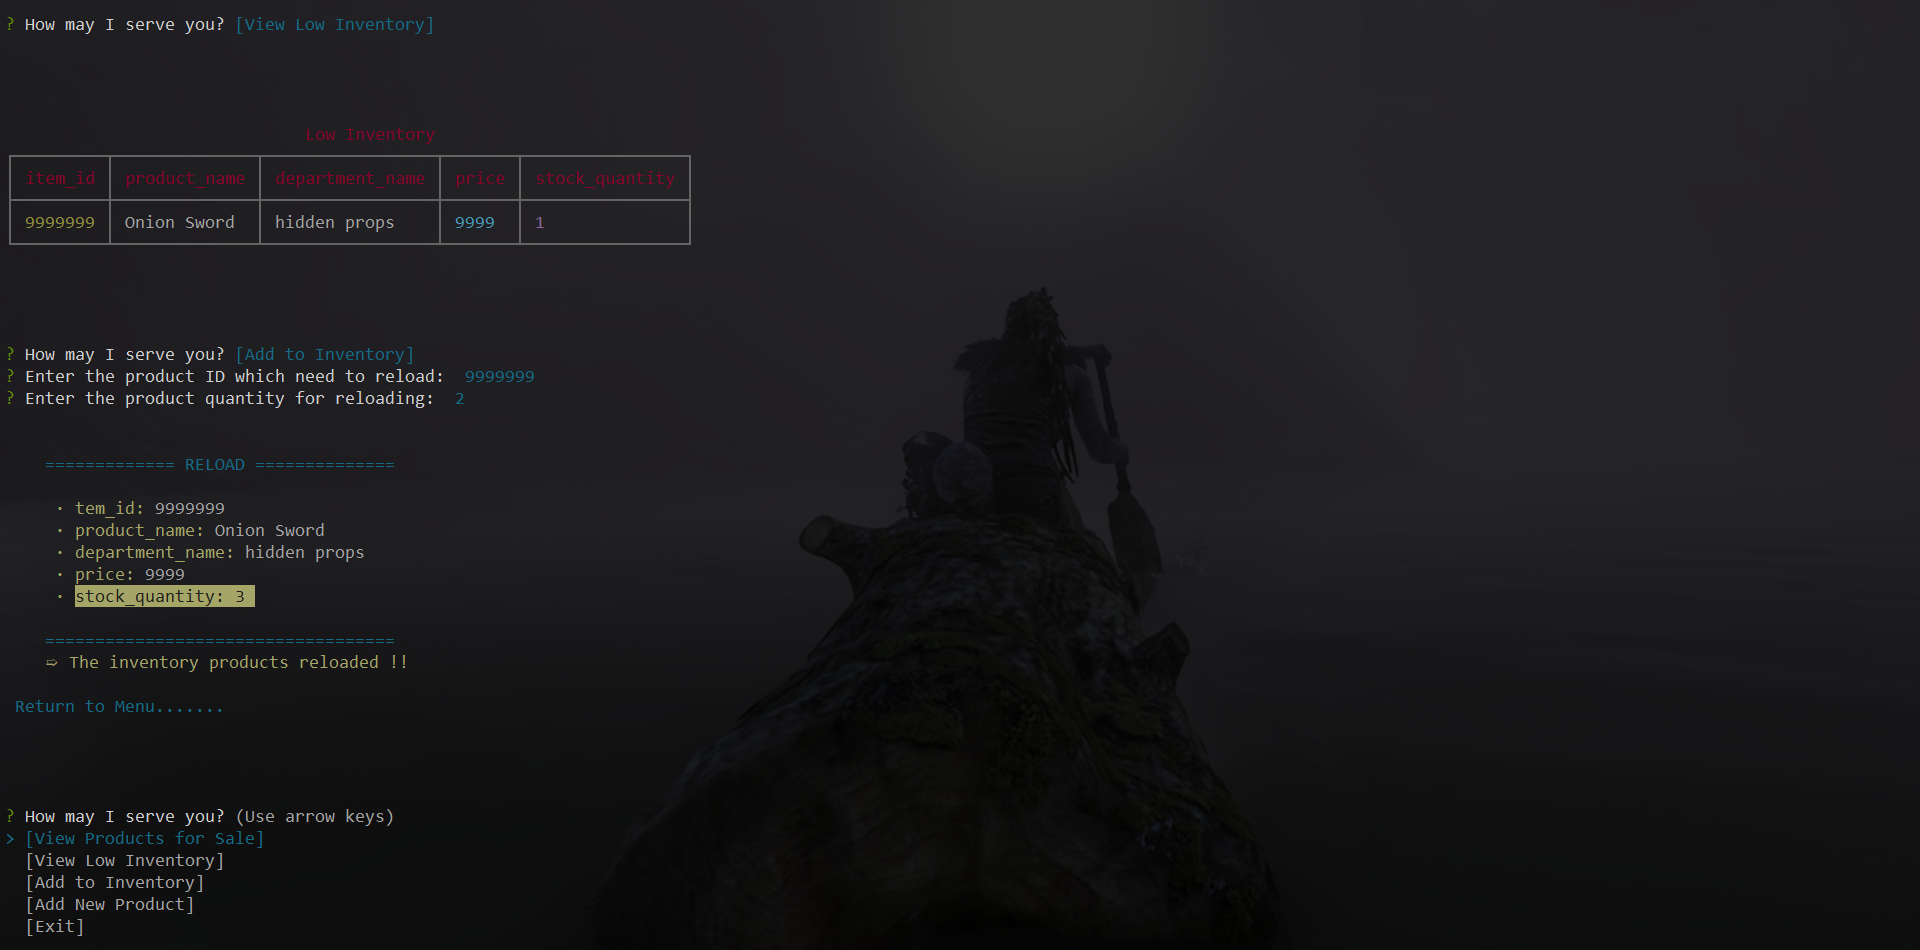 ? How may I serve you? [View Low Inventory]
Low Inventory
item_id product_name department_name price stock_quantity
9999999 Onion Sword hidden props 9999 1
? How may I serve you? [Add to Inventory]
? Enter the product ID which need to reload: 9999999
? Enter the product quantity for reloading: 2
============= RELOAD ==============
· tem_id: 9999999
· product_name: Onion Sword
· department_name: hidden props
· price: 9999
· stock_quantity: 3
===================================
➯ The inventory products reloaded !!
Return to Menu.......
? How may I serve you? (Use arrow keys)
> [View Products for Sale]
[View Low Inventory]
[Add to Inventory]
[Add New Product]
[Exit]